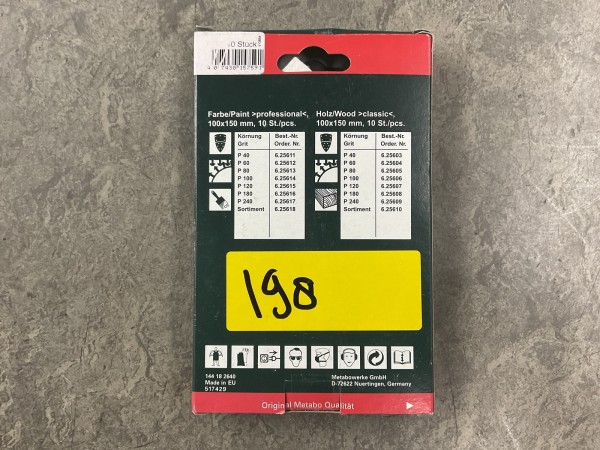 0 Stück
Farbe/Paint >professional<,
100x150 mm, 10 St./pcs.
Körnung Best.-Nr.
Grit Order. Nr.
P 40 6.25611
P 60 6.25612
P 80 6.25613
P 100 6.25614
P 120 6.25615
P 180 6.25616
P 240 6.25617
Sortiment 6.25618
Holz/Wood >classic<,
100x150 mm, 10 St./pcs.
Körnung Best.-Nr.
Grit Order. Nr.
P 40 6.25603
P 60 6.25604
P 80 6.25605
P 100 6.25606
P 120 6.25607
P 180 6.25608
P 240 6.25609
Sortiment 6.25610
198
144 18 2640
Made in EU
517429
Metabowerke GmbH
D-72622 Nuertingen, Germany
Original Metabo Qualität